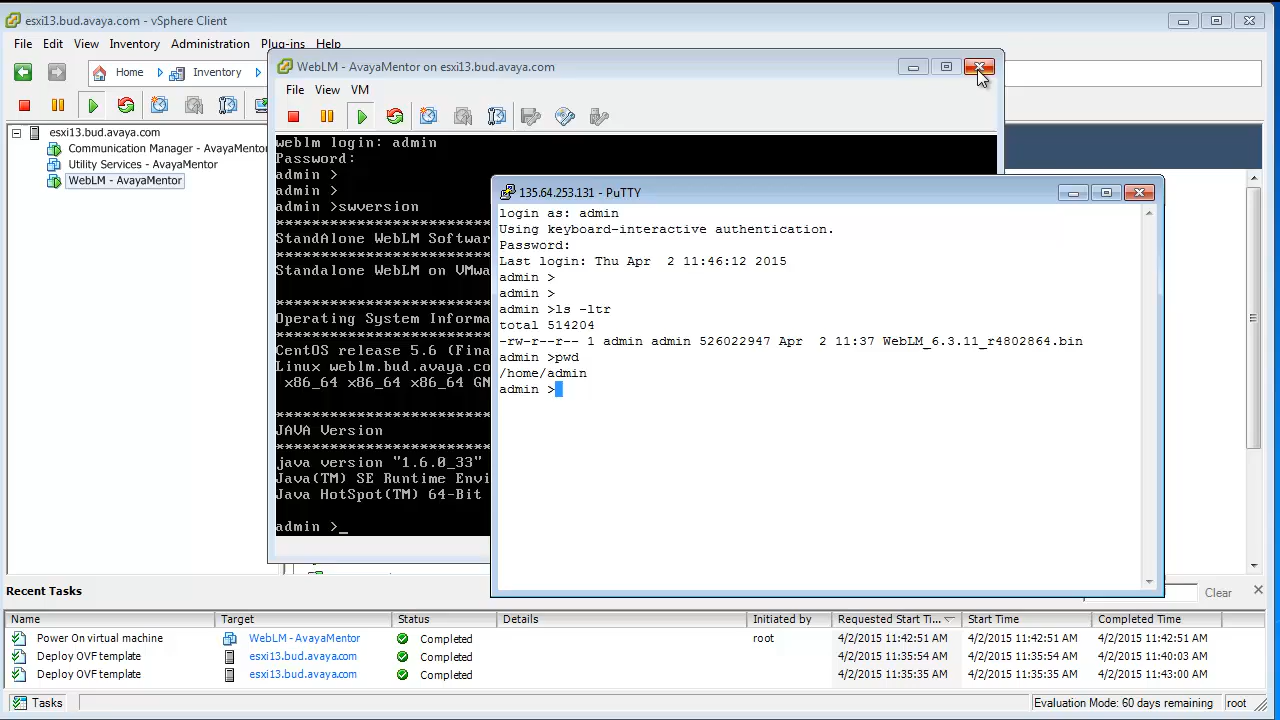 esxi13.bud.avaya.com - vSphere Client
File Edit View Inventory Administration Plug-ins Help
Home Inventory
esxi13.bud.avaya.com
Communication Manager - AvayaMentor
Utility Services - AvayaMentor
WebLM - AvayaMentor
WebLM - AvayaMentor on esxi13.bud.avaya.com
File View VM
weblm login: admin
Password:
admin >
admin >
admin >swversion
***************************
StandAlone WebLM Softwar
***************************
Standalone WebLM on VMwa
***************************
Operating System Informa
***************************
CentOS release 5.6 (Fina
Linux weblm.bud.avaya.co
x86_64 x86_64 x86_64 GN
***************************
JAVA Version
***************************
java version "1.6.0_33"
Java(TM) SE Runtime Envi
Java HotSpot(TM) 64-Bit
admin >_
135.64.253.131 - PuTTY
login as: admin
Using keyboard-interactive authentication.
Password:
Last login: Thu Apr  2 11:46:12 2015
admin >
admin >
admin >ls -ltr
total 514204
-rw-r--r-- 1 admin admin 526022947 Apr  2 11:37 WebLM_6.3.11_r4802864.bin
admin >pwd
/home/admin
admin >
Recent Tasks
Clear
Name Target Status Details Initiated by Requested Start Ti... Start Time Completed Time
Power On virtual machine WebLM - AvayaMentor Completed root 4/2/2015 11:42:51 AM 4/2/2015 11:42:51 AM 4/2/2015 11:42:51 AM
Deploy OVF template esxi13.bud.avaya.com Completed 4/2/2015 11:35:54 AM 4/2/2015 11:35:54 AM 4/2/2015 11:40:03 AM
Deploy OVF template esxi13.bud.avaya.com Completed 4/2/2015 11:35:35 AM 4/2/2015 11:35:35 AM 4/2/2015 11:43:00 AM
Tasks
Evaluation Mode: 60 days remaining root